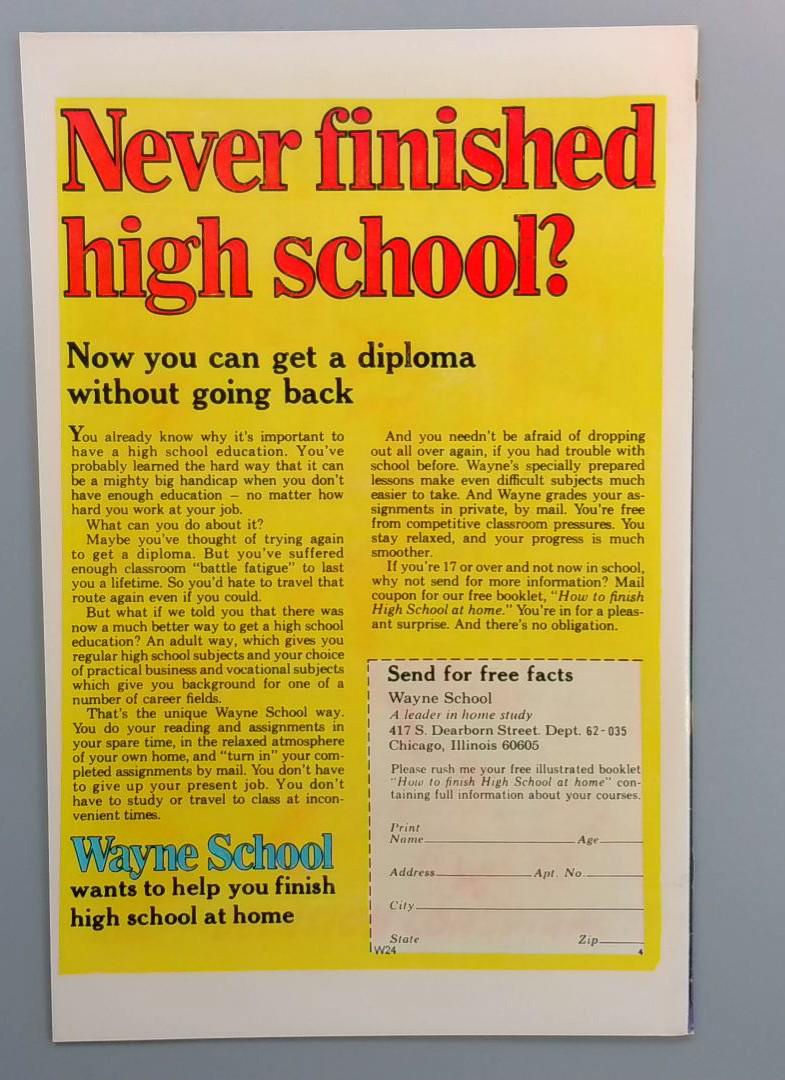 Never finished
high school?
Now you can get a diploma
without going back
You already know why it's important to
have a high school education. You've
probably learned the hard way that it can
be a mighty big handicap when you don't
have enough education – no matter how
hard you work at your job.
What can you do about it?
Maybe you've thought of trying again
to get a diploma. But you've suffered
enough classroom "battle fatigue" to last
you a lifetime. So you'd hate to travel that
route again even if you could.
But what if we told you that there was
now a much better way to get a high school
education? An adult way, which gives you
regular high school subjects and your choice
of practical business and vocational subjects
which give you background for one of a
number of career fields.
That's the unique Wayne School way.
You do your reading and assignments in
your spare time, in the relaxed atmosphere
of your own home, and "turn in" your com-
pleted assignments by mail. You don't have
to give up your present job. You don't
have to study or travel to class at incon-
venient times.
Wayne School
wants to help you finish
high school at home
And you needn't be afraid of dropping
out all over again, if you had trouble with
school before. Wayne's specially prepared
lessons make even difficult subjects much
easier to take. And Wayne grades your as-
signments in private, by mail. You're free
from competitive classroom pressures. You
stay relaxed, and your progress is much
smoother.
If you're 17 or over and not now in school,
why not send for more information? Mail
coupon for our free booklet, "How to finish
High School at home." You're in for a pleas-
ant surprise. And there's no obligation.
Send for free facts
Wayne School
A leader in home study
417 S. Dearborn Street. Dept. 62-035
Chicago, Illinois 60605
Please rush me your free illustrated booklet
"How to finish High School at home" con-
taining full information about your courses.
Print
Name Age
Address Apt. No.
City
State Zip
W24 4